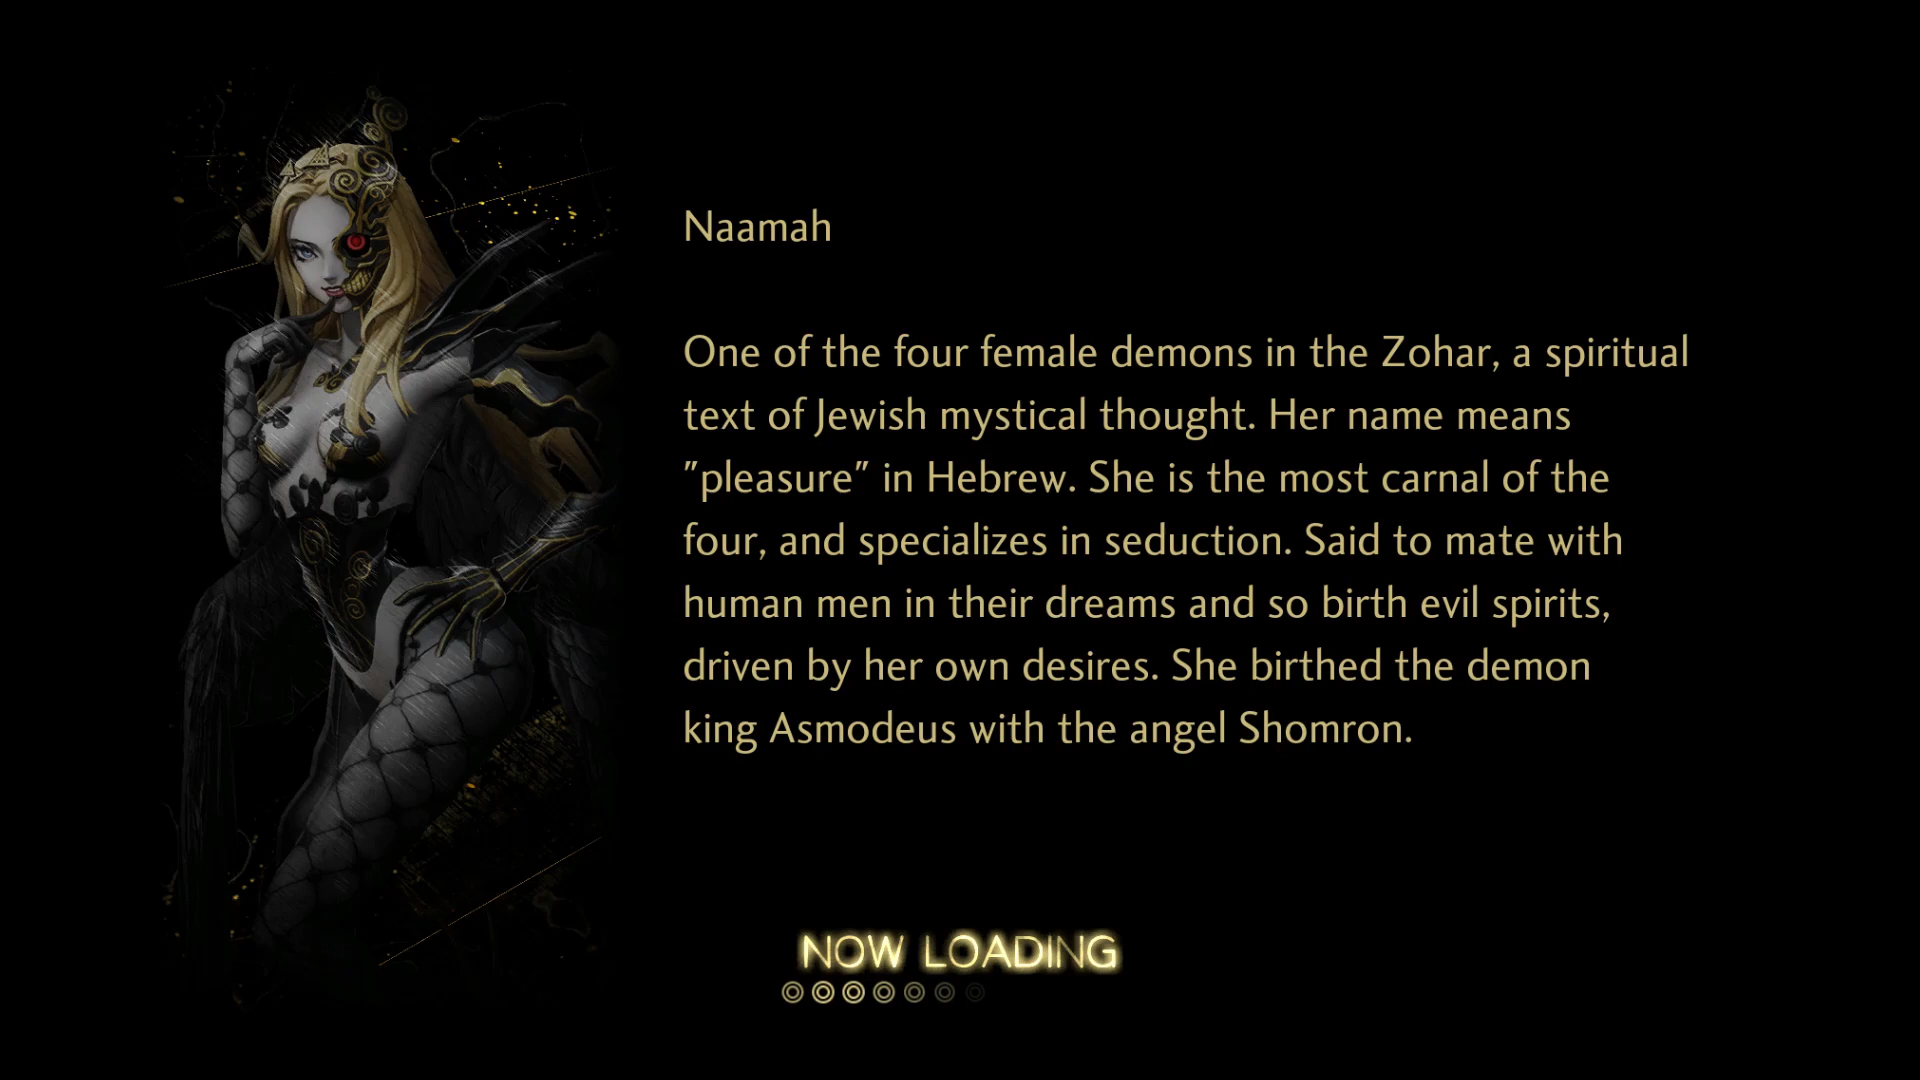 Naamah
One of the four female demons in the Zohar, a spiritual
text of Jewish mystical thought. Her name means
"pleasure" in Hebrew. She is the most carnal of the
four, and specializes in seduction. Said to mate with
human men in their dreams and so birth evil spirits,
driven by her own desires. She birthed the demon
king Asmodeus with the angel Shomron.
NOW LOADING